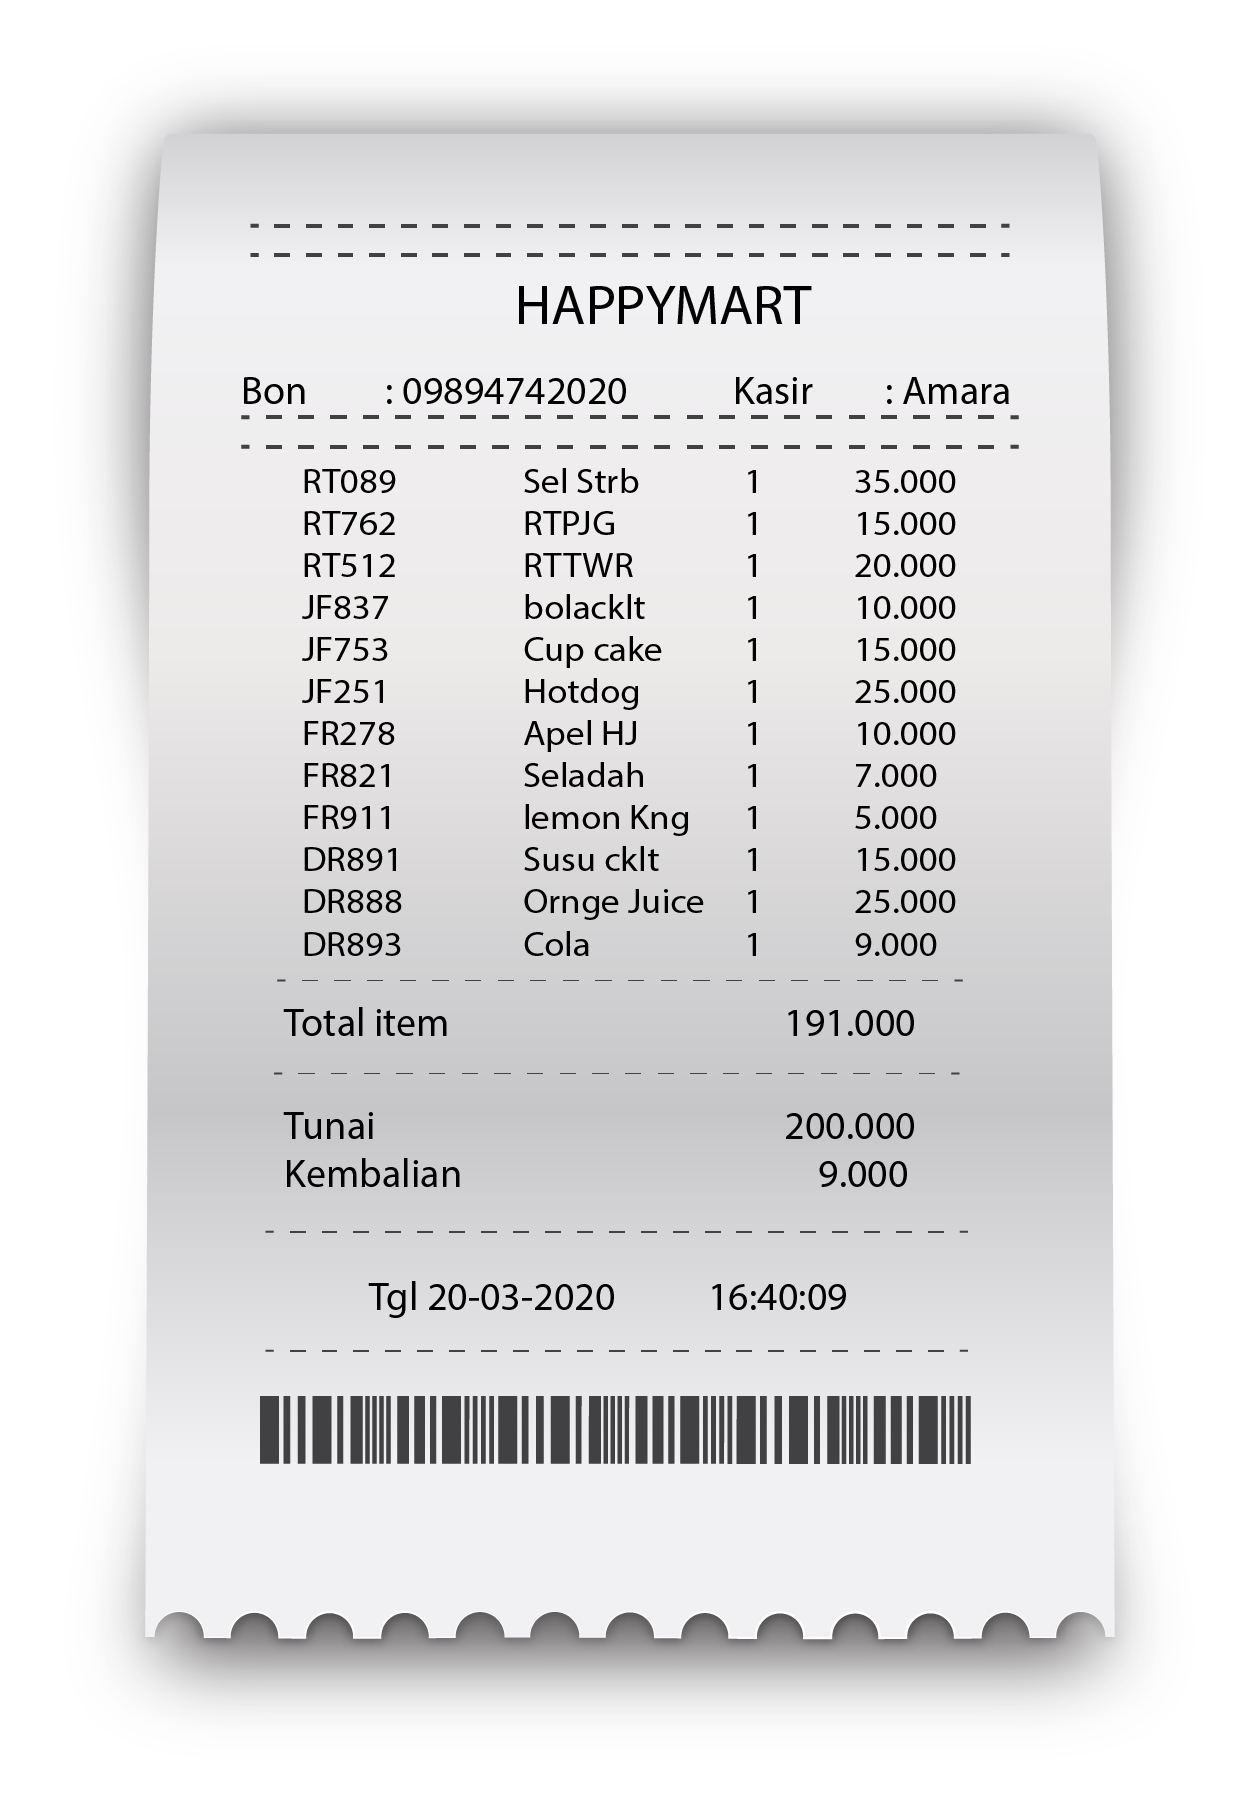 HAPPYMART
Bon : 09894742020 Kasir : Amara
RT089 Sel Strb 1 35.000
RT762 RTPJG 1 15.000
RT512 RTTWR 1 20.000
JF837 bolacklt 1 10.000
JF753 Cup cake 1 15.000
JF251 Hotdog 1 25.000
FR278 Apel HJ 1 10.000
FR821 Seladah 1 7.000
FR911 lemon Kng 1 5.000
DR891 Susu cklt 1 15.000
DR888 Ornge Juice 1 25.000
DR893 Cola 1 9.000
Total item 191.000
Tunai 200.000
Kembalian 9.000
Tgl 20-03-2020 16:40:09